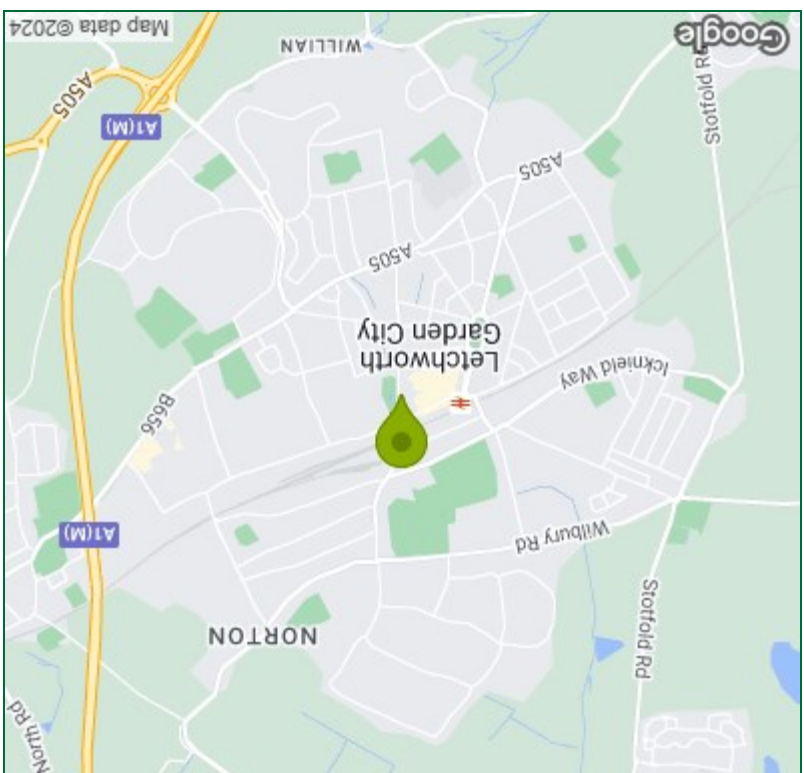 North Rd
Stotfold Rd
NORTON
Wilbury Rd
A1(M)
B656
Icknield Way
Letchworth
Garden City
A505
A505
Stotfold Rd
A1(M)
A505
WILLIAN
Google
Map data ©2024